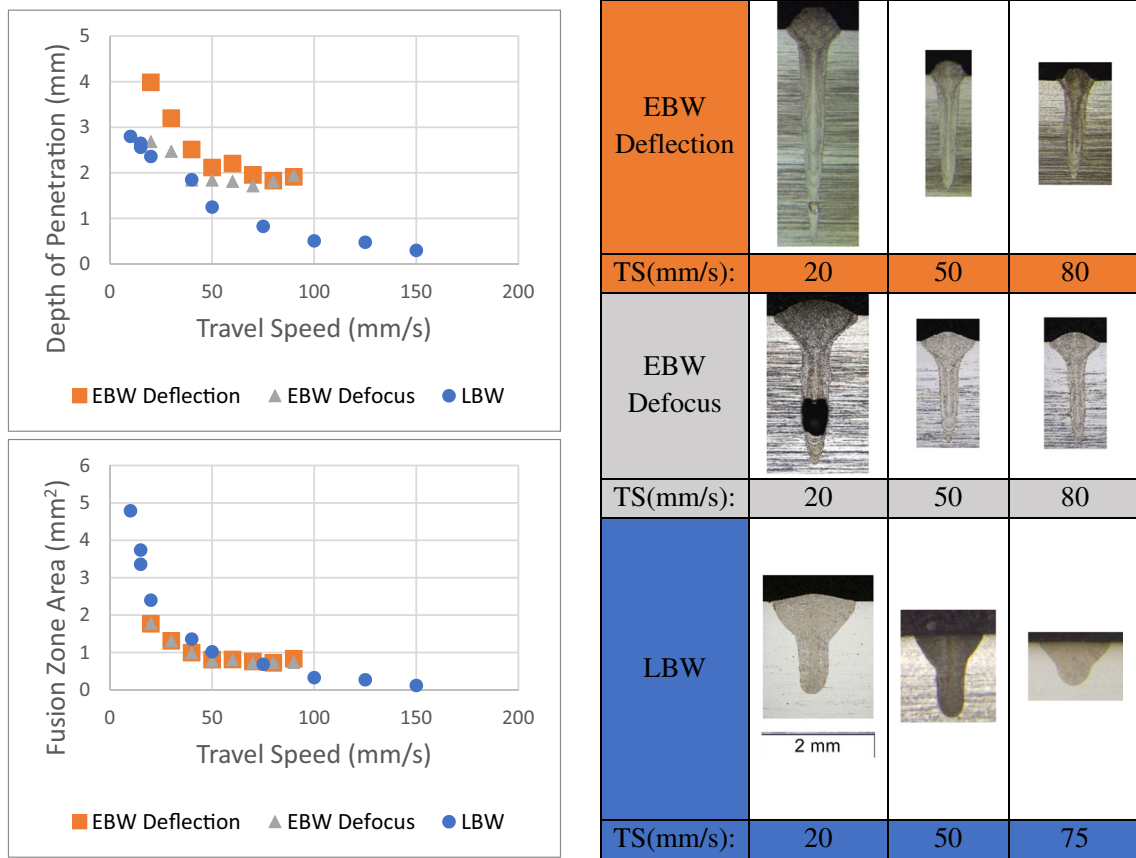 Depth of Penetration (mm)
5
4
3
2
1
0
0 50 100 150 200
Travel Speed (mm/s)
EBW Deflection EBW Defocus LBW
Fusion Zone Area (mm²)
6
5
4
3
2
1
0
0 50 100 150 200
Travel Speed (mm/s)
EBW Deflection EBW Defocus LBW
EBW
Deflection
TS(mm/s): 20 50 80
EBW
Defocus
TS(mm/s): 20 50 80
LBW
2 mm
TS(mm/s): 20 50 75